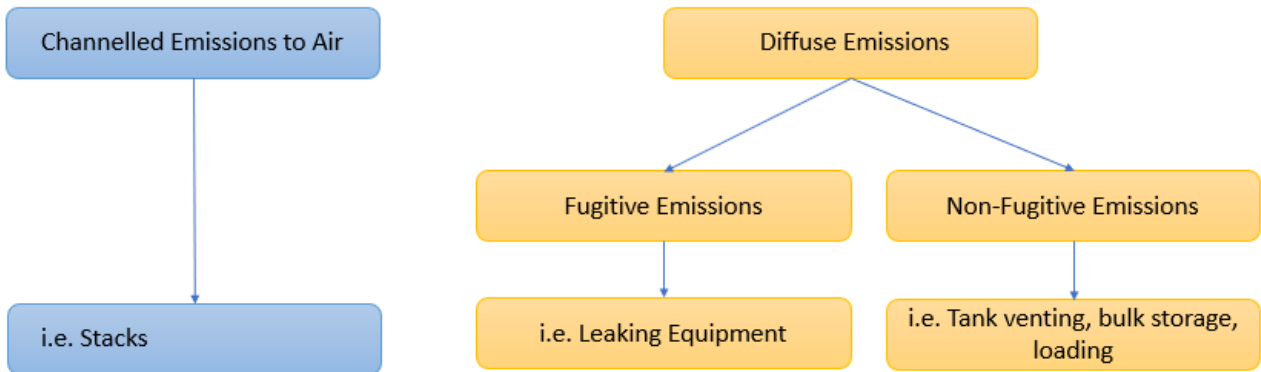 Channelled Emissions to Air
Diffuse Emissions
Fugitive Emissions
Non-Fugitive Emissions
i.e. Stacks
i.e. Leaking Equipment
i.e. Tank venting, bulk storage,
loading